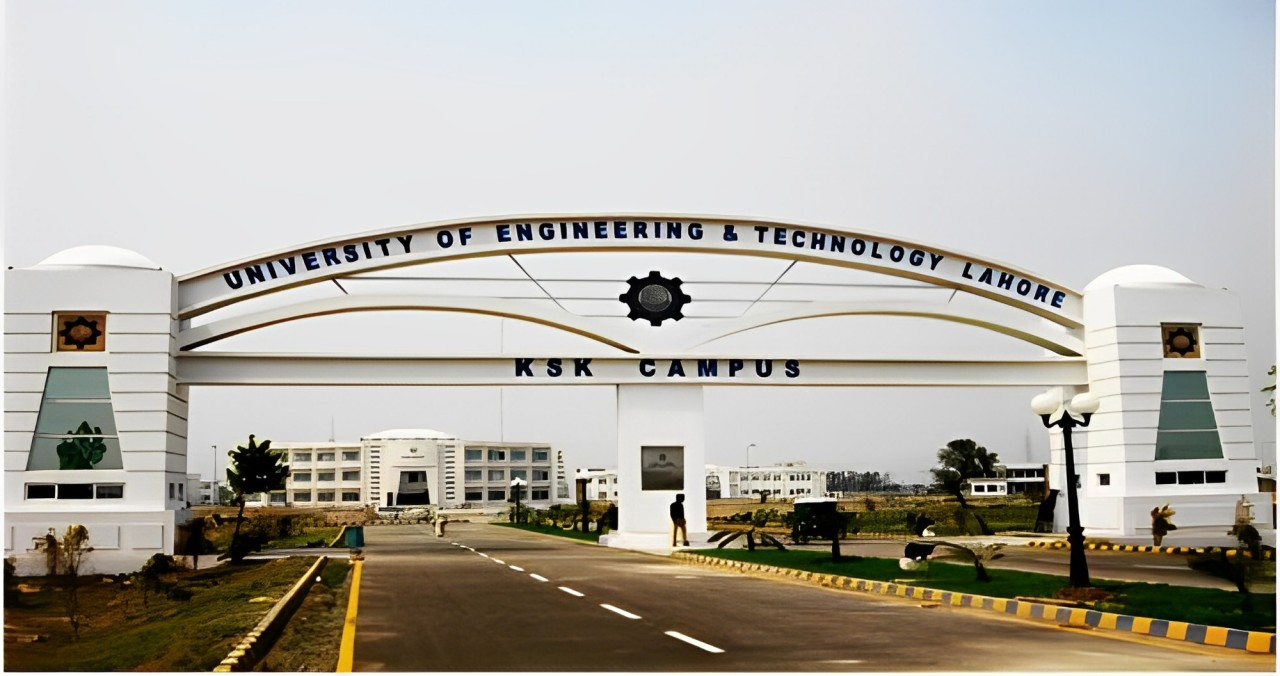 UNIVERSITY OF ENGINEERING & TECHNOLOGY LAHORE
KSK CAMPUS